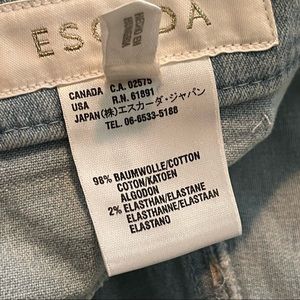 ESCADA
CANADA C.A. 02575
USA R.N. 61891
JAPAN (株)エスカーダ・ジャパン
TEL. 06-6533-5188
98% BAUMWOLLE/COTTON
COTON/KATOEN
ALGODON
2% ELASTHAN/ELASTANE
ELASTHANNE/ELASTAAN
ELASTANO